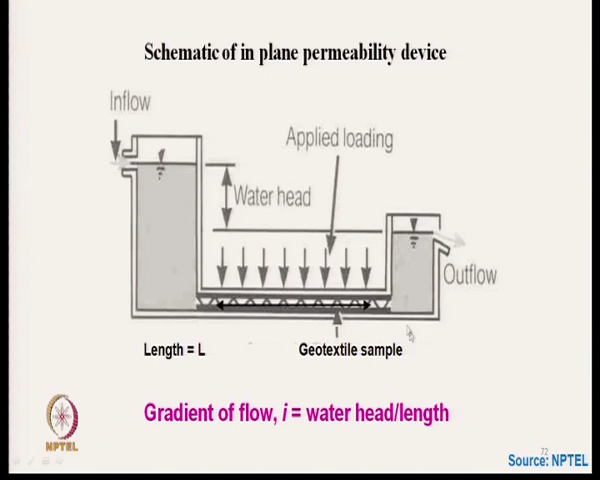 Schematic of in plane permeability device
Inflow
Applied loading
Water head
Outflow
Length = L
Geotextile sample
Gradient of flow, i = water head/length
NPTEL
72
Source: NPTEL